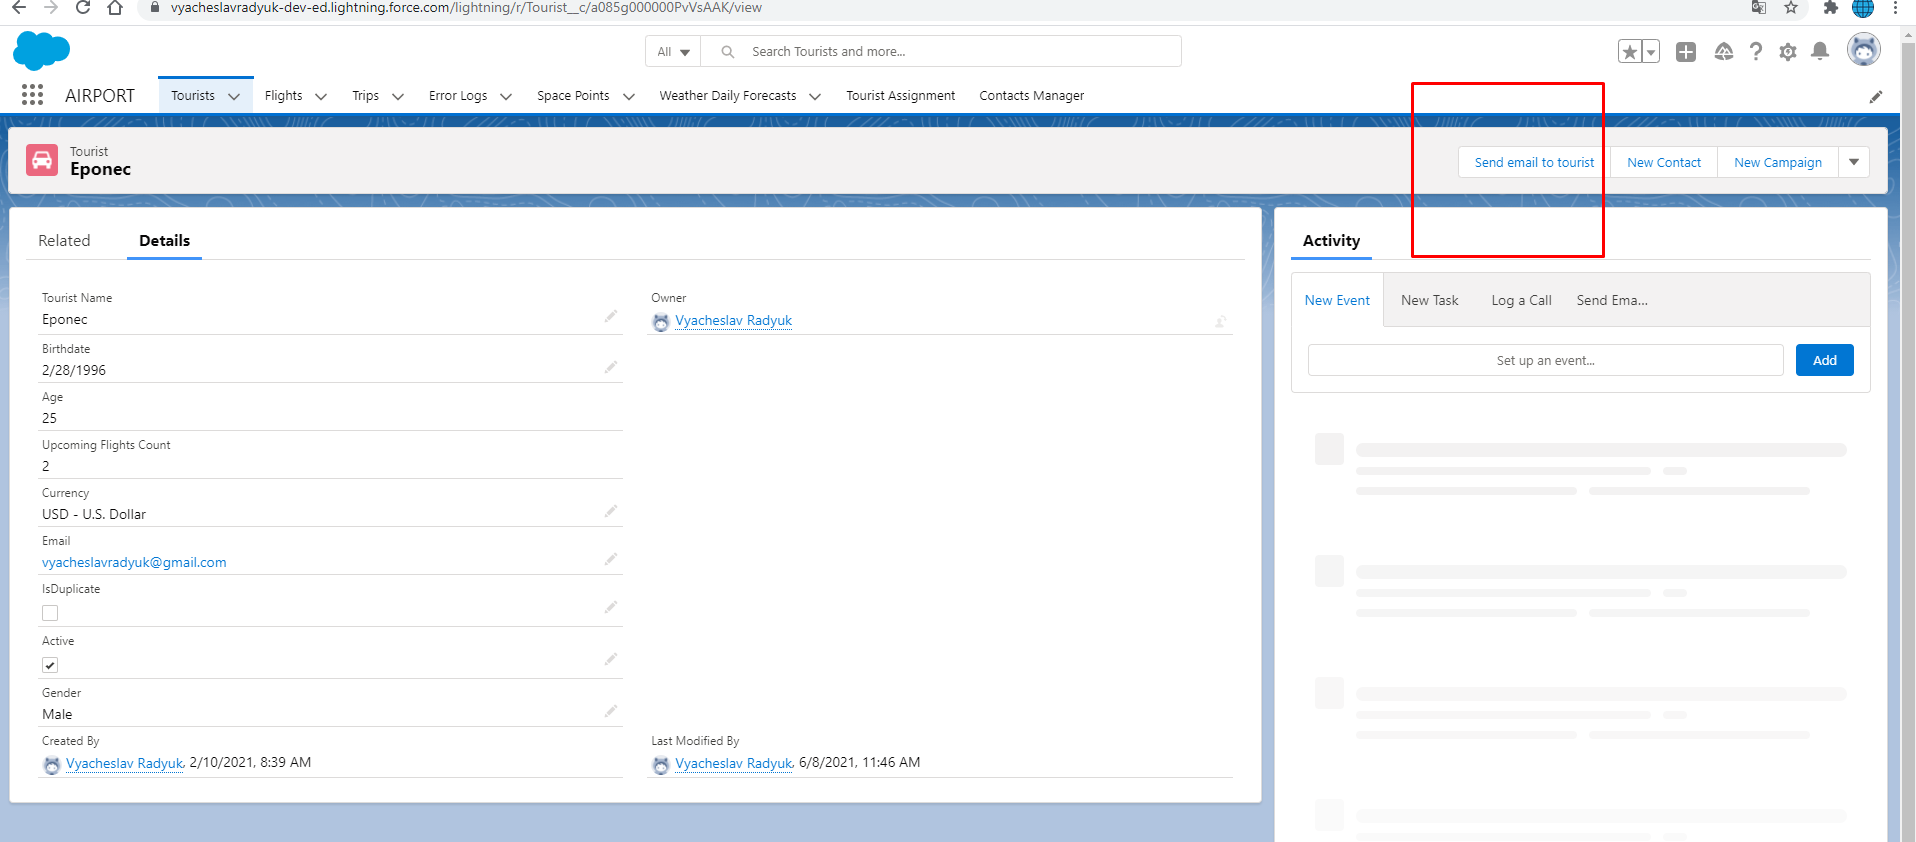 vyacheslavradyuk-dev-ed.lightning.force.com/lightning/r/Tourist__c/a085g000000PvVsAAK/view
All Search Tourists and more...
AIRPORT Tourists Flights Trips Error Logs Space Points Weather Daily Forecasts Tourist Assignment Contacts Manager
Tourist
Eponec
Send email to tourist New Contact New Campaign
Related Details
Tourist Name
Eponec
Owner
Vyacheslav Radyuk
Birthdate
2/28/1996
Age
25
Upcoming Flights Count
2
Currency
USD - U.S. Dollar
Email
vyacheslavradyuk@gmail.com
IsDuplicate
Active
Gender
Male
Created By
Vyacheslav Radyuk, 2/10/2021, 8:39 AM
Last Modified By
Vyacheslav Radyuk, 6/8/2021, 11:46 AM
Activity
New Event New Task Log a Call Send Ema...
Set up an event... Add